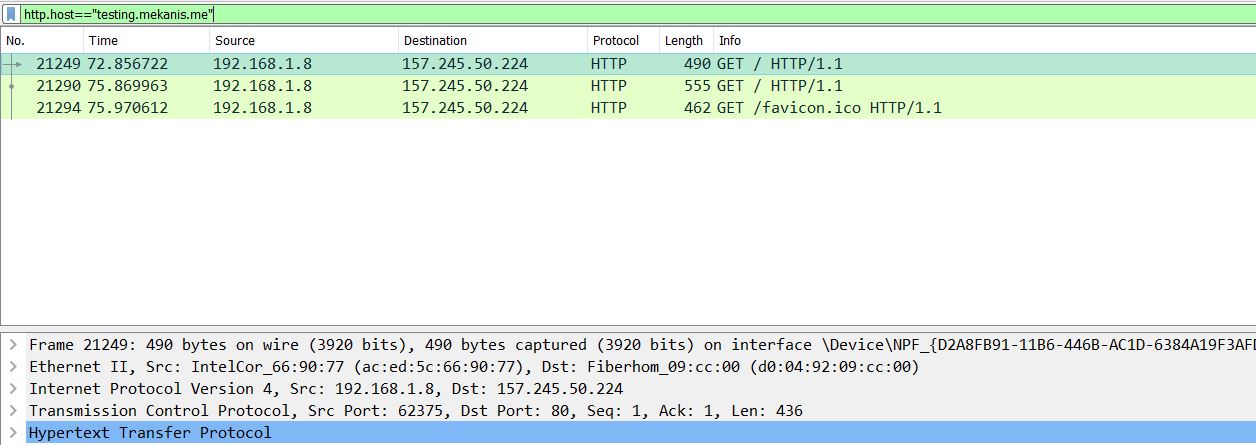 http.host=="testing.mekanis.me"
No. Time Source Destination Protocol Length Info
21249 72.856722 192.168.1.8 157.245.50.224 HTTP 490 GET / HTTP/1.1
21290 75.869963 192.168.1.8 157.245.50.224 HTTP 555 GET / HTTP/1.1
21294 75.970612 192.168.1.8 157.245.50.224 HTTP 462 GET /favicon.ico HTTP/1.1
Frame 21249: 490 bytes on wire (3920 bits), 490 bytes captured (3920 bits) on interface \Device\NPF_{D2A8FB91-11B6-446B-AC1D-6384A19F3AFD
Ethernet II, Src: IntelCor_66:90:77 (ac:ed:5c:66:90:77), Dst: Fiberhom_09:cc:00 (d0:04:92:09:cc:00)
Internet Protocol Version 4, Src: 192.168.1.8, Dst: 157.245.50.224
Transmission Control Protocol, Src Port: 62375, Dst Port: 80, Seq: 1, Ack: 1, Len: 436
Hypertext Transfer Protocol